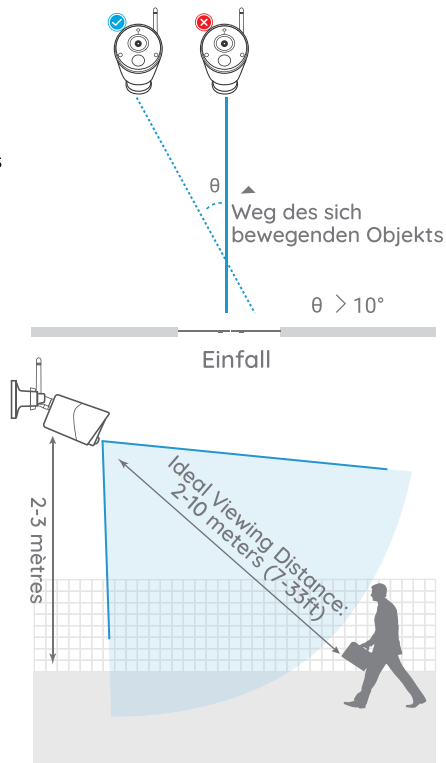 s
θ
Weg des sich
bewegenden Objekts
θ > 10°
Einfall
2-3 mètres
Ideal Viewing Distance:
2-10 meters (7-33ft)